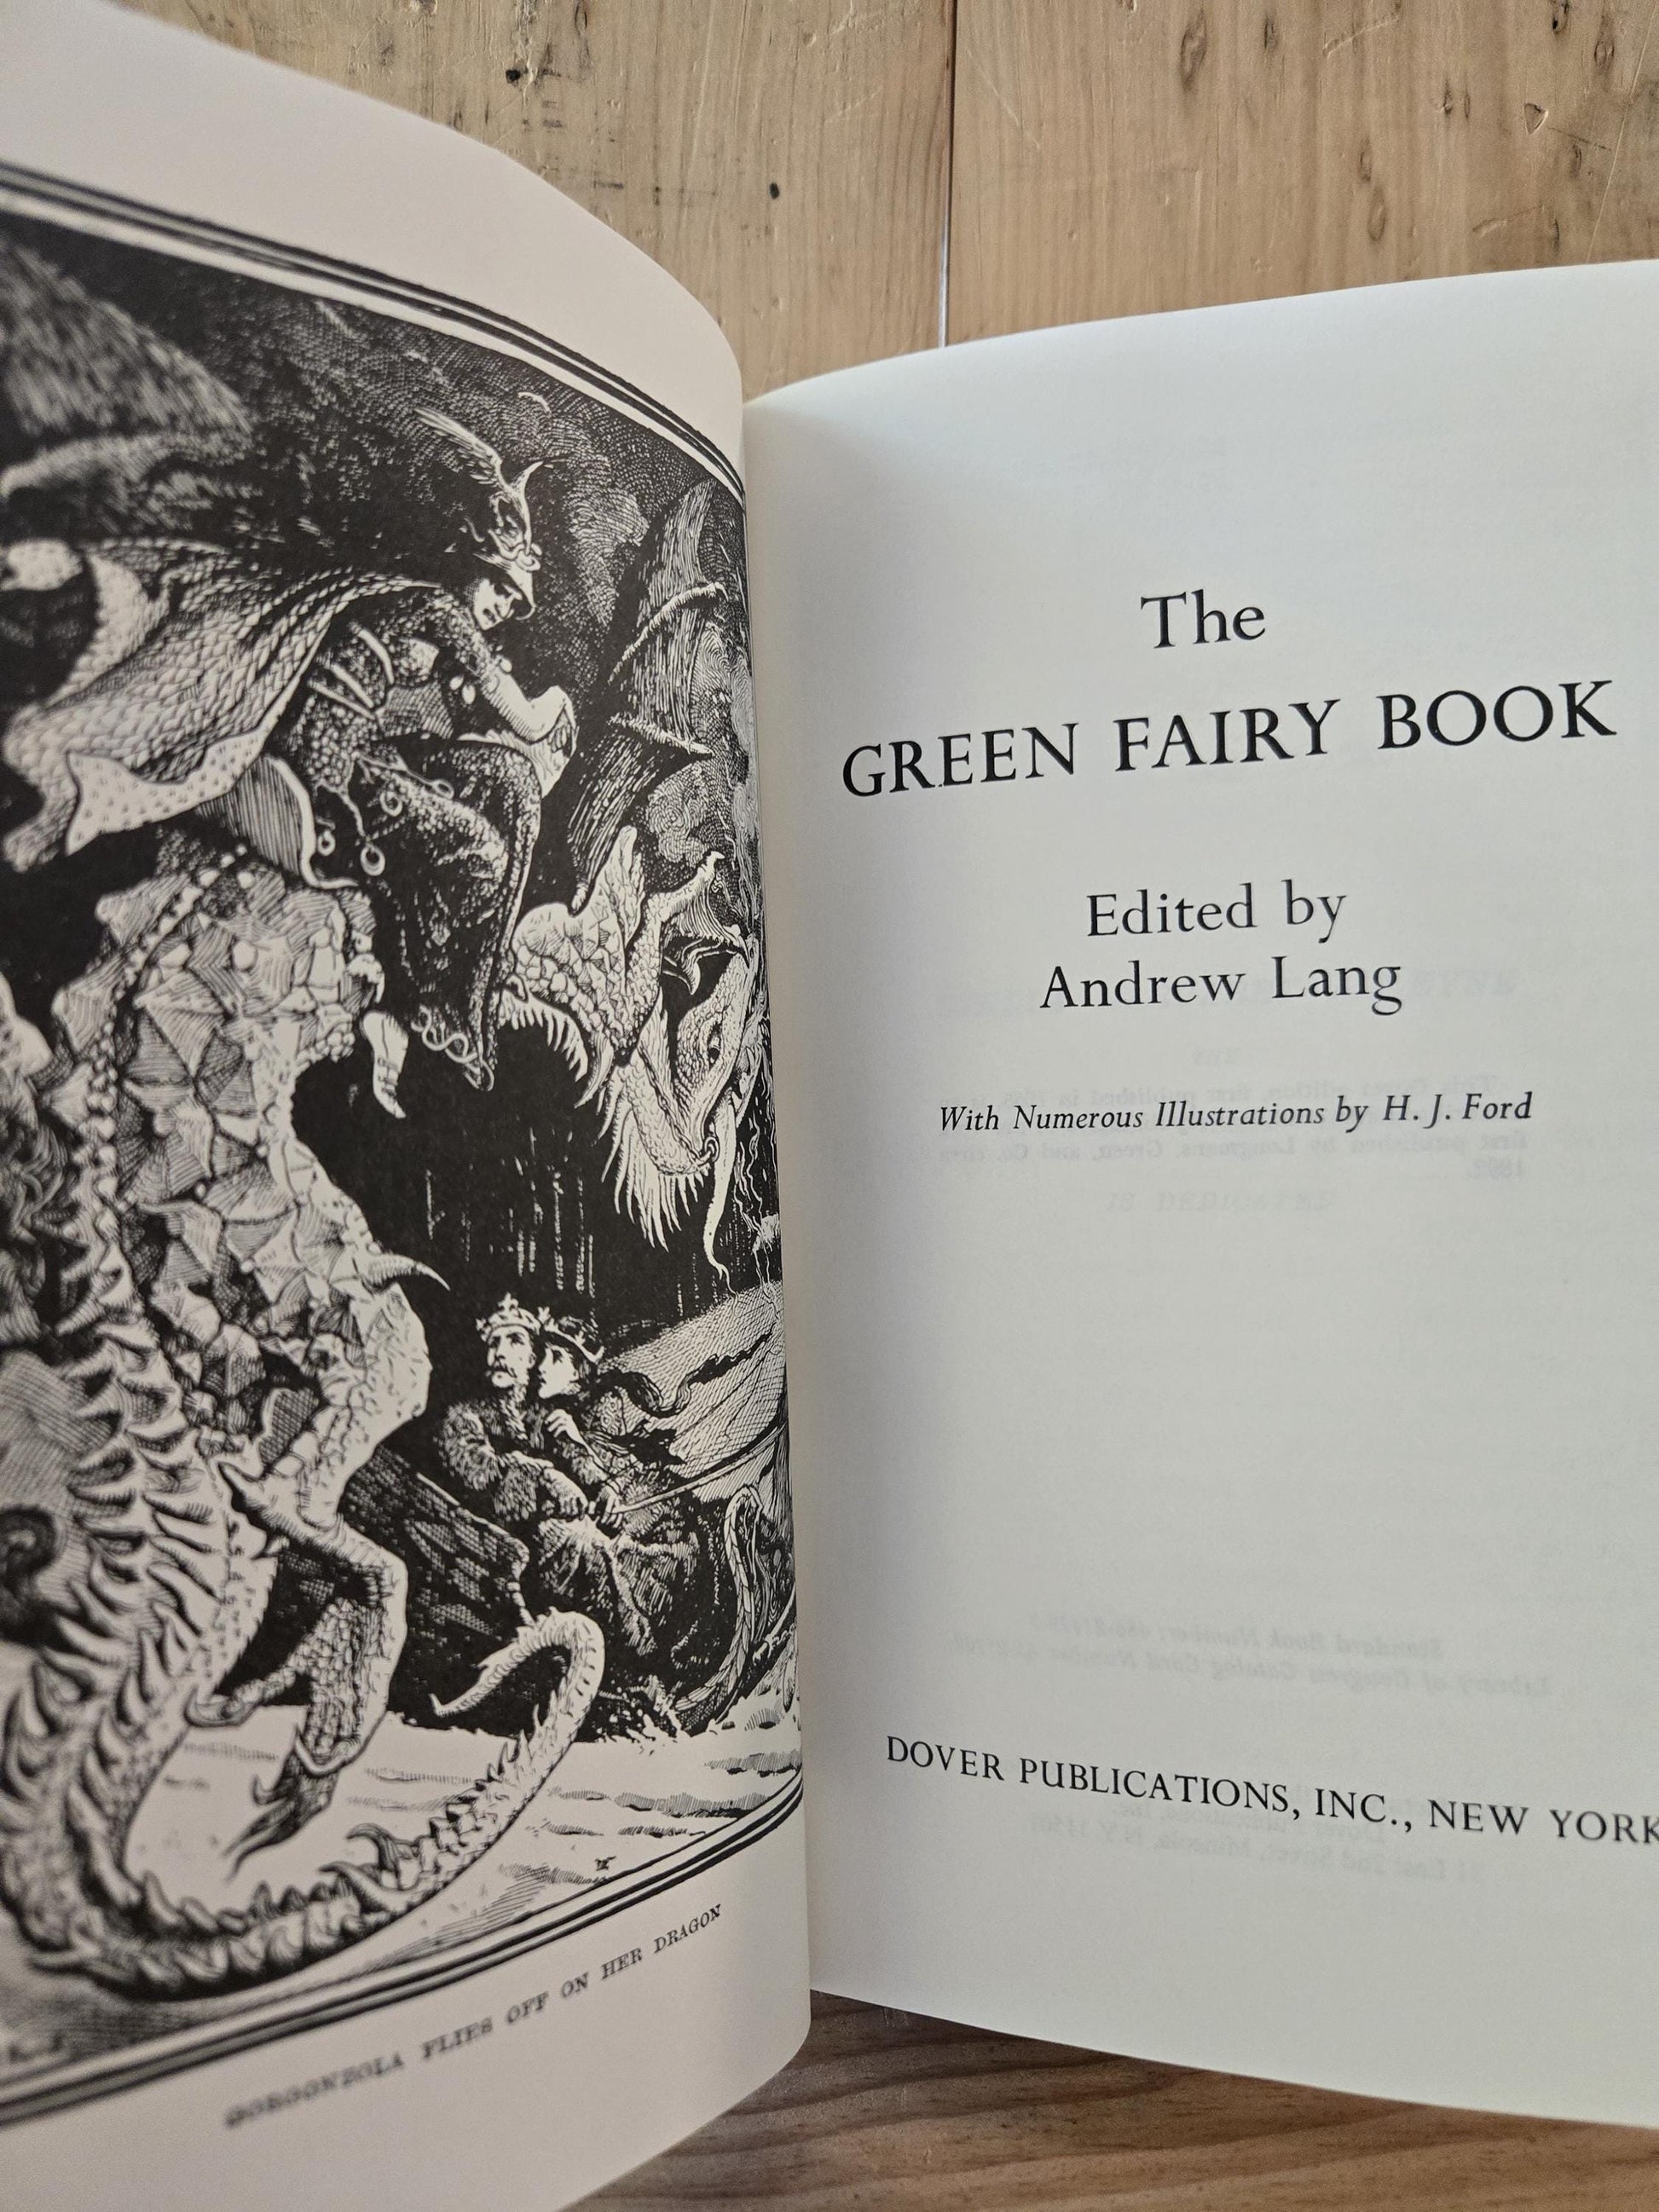 GORGONZOLA FLIES OFF ON HER DRAGON
The
GREEN FAIRY BOOK
Edited by
Andrew Lang
With Numerous Illustrations by H. J. Ford
DOVER PUBLICATIONS, INC., NEW YORK